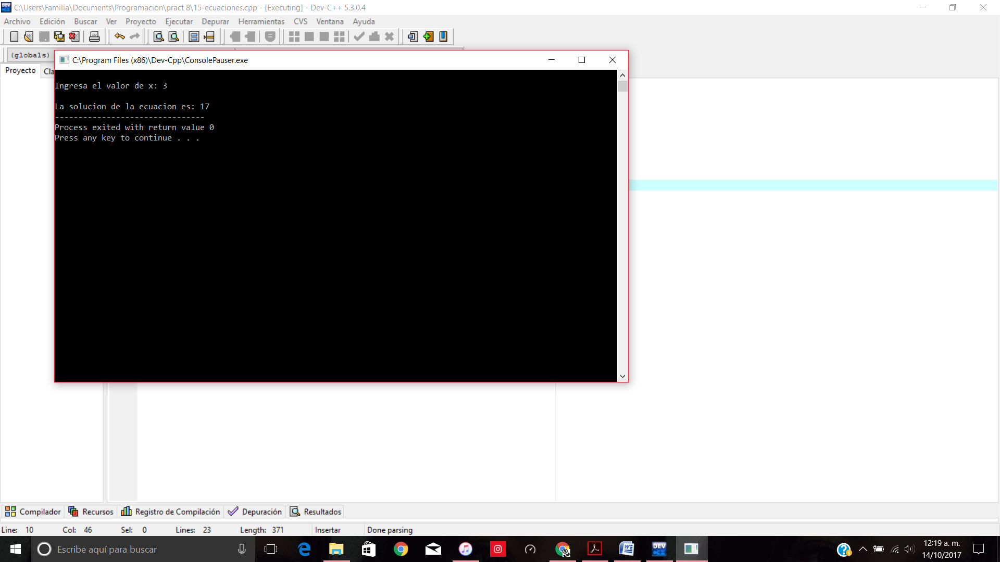 C:\Users\Familia\Documents\Programacion\pract 8\15-ecuaciones.cpp - [Executing] - Dev-C++ 5.3.0.4
Archivo Edición Buscar Ver Proyecto Ejecutar Depurar Herramientas CVS Ventana Ayuda
(globals)
Proyecto Cla
C:\Program Files (x86)\Dev-Cpp\ConsolePauser.exe
Ingresa el valor de x: 3
La solucion de la ecuacion es: 17
--------------------------------
Process exited with return value 0
Press any key to continue . . .
Compilador Recursos Registro de Compilación Depuración Resultados
Line: 10 Col: 46 Sel: 0 Lines: 23 Length: 371 Insertar Done parsing
Escribe aquí para buscar
DEV
12:19 a. m.
14/10/2017